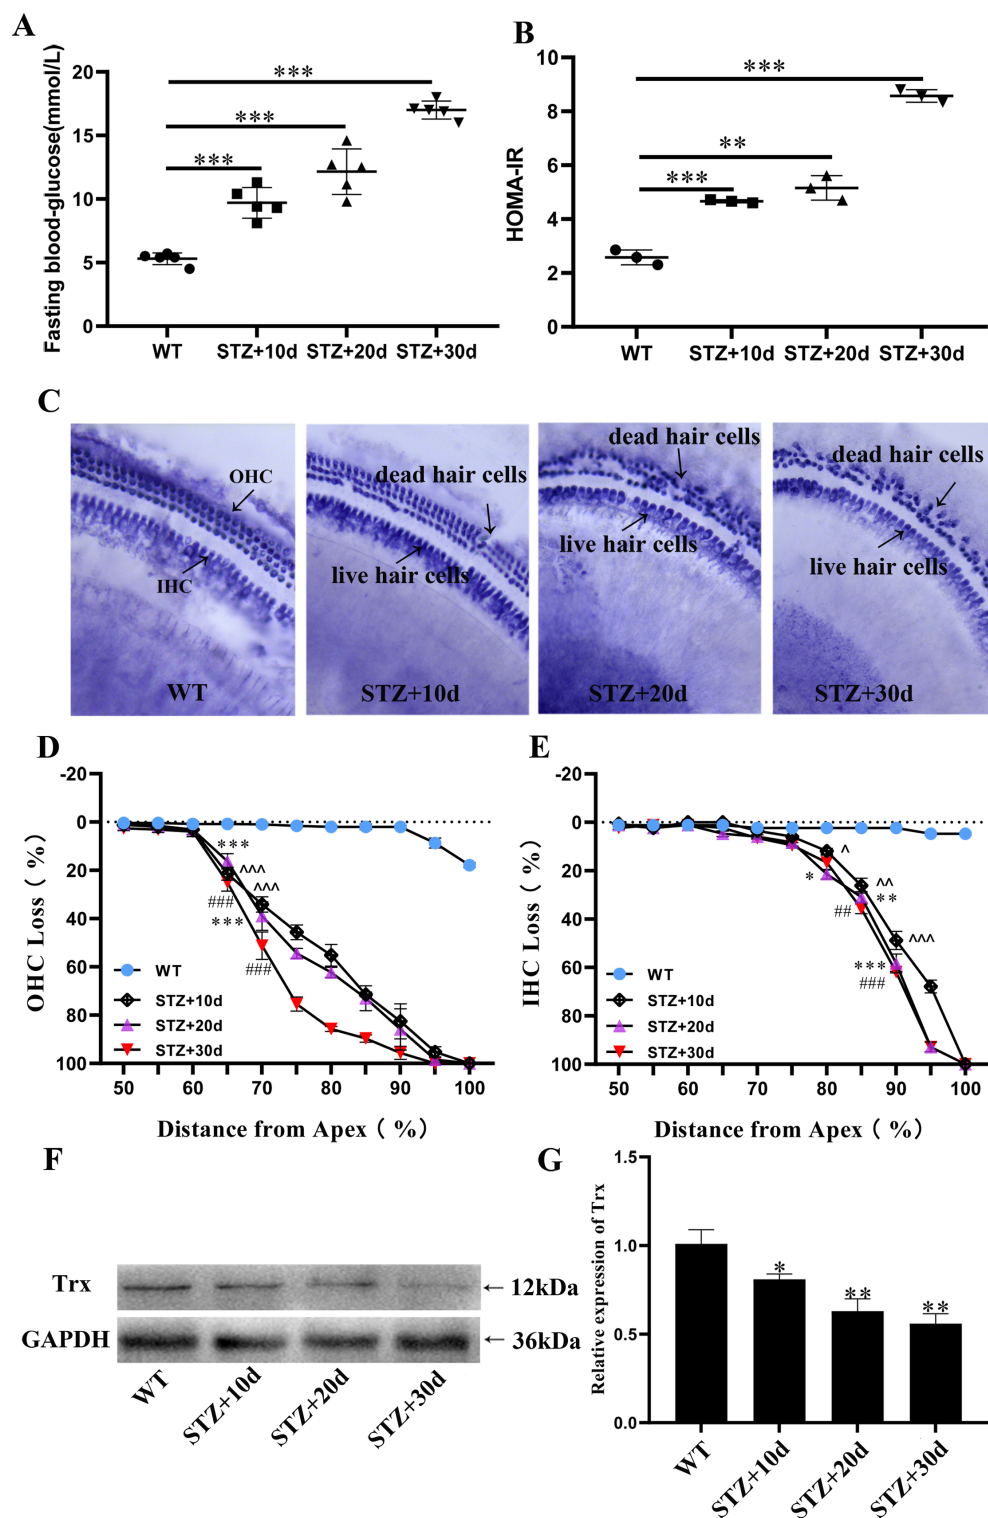 A
Fasting blood-glucose(mmol/L)
20
15
10
5
0
***
***
***
WT
STZ+10d
STZ+20d
STZ+30d
B
HOMA-IR
10
8
6
4
2
0
***
**
***
WT
STZ+10d
STZ+20d
STZ+30d
C
OHC
IHC
WT
dead hair cells
live hair cells
STZ+10d
dead hair cells
live hair cells
STZ+20d
dead hair cells
live hair cells
STZ+30d
D
OHC Loss ( %)
-20
0
20
40
60
80
100
***
^^^
^^^
###
***
###
WT
STZ+10d
STZ+20d
STZ+30d
50
60
70
80
90
100
Distance from Apex ( %)
E
IHC Loss ( %)
-20
0
20
40
60
80
100
^
*
^^
**
##
^^^
***
###
WT
STZ+10d
STZ+20d
STZ+30d
50
60
70
80
90
100
Distance from Apex ( %)
F
Trx
←12kDa
GAPDH
←36kDa
WT
STZ+10d
STZ+20d
STZ+30d
G
Relative expression of Trx
1.5
1.0
0.5
0.0
*
**
**
WT
STZ+10d
STZ+20d
STZ+30d